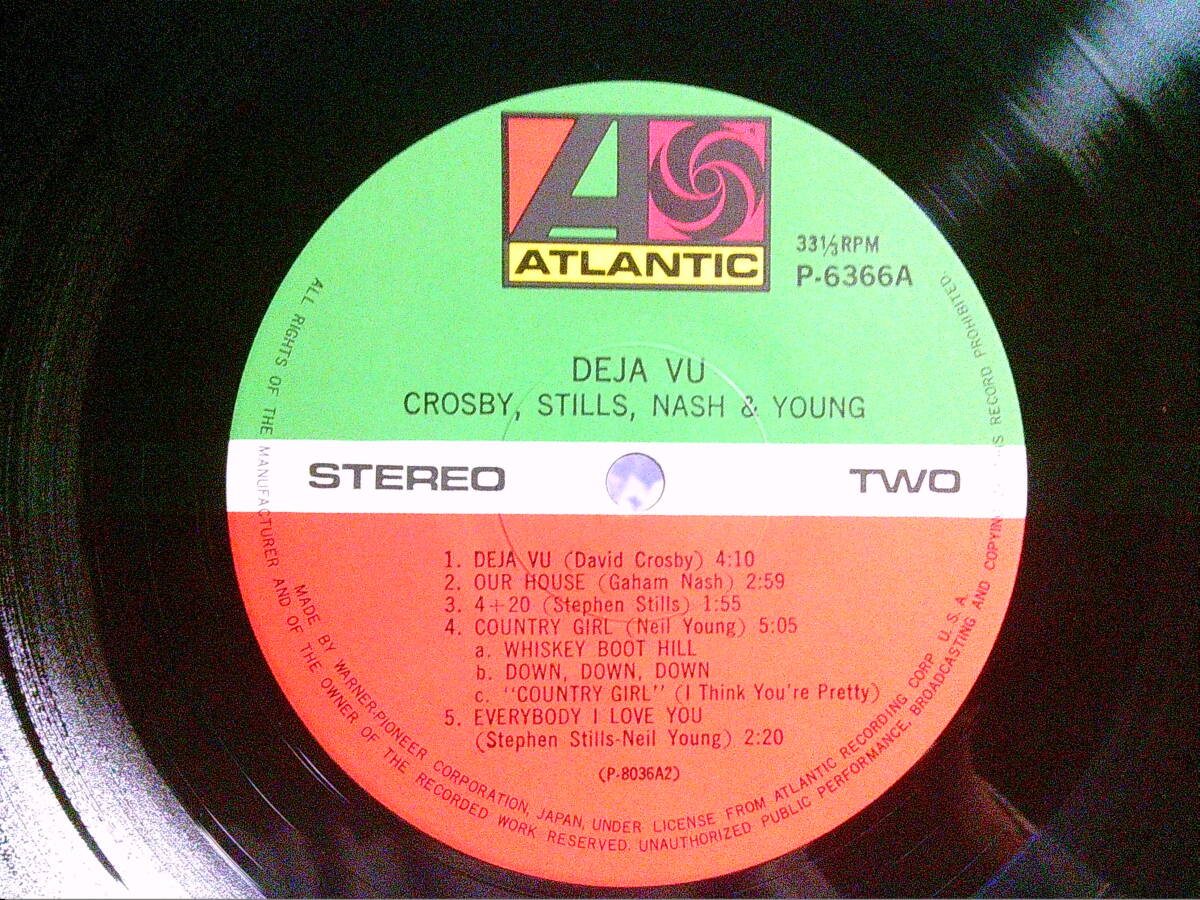 ATLANTIC
33⅓RPM
P-6366A
DEJA VU
CROSBY, STILLS, NASH & YOUNG
STEREO
TWO
1. DEJA VU (David Crosby) 4:10
2. OUR HOUSE (Gaham Nash) 2:59
3. 4+20 (Stephen Stills) 1:55
4. COUNTRY GIRL (Neil Young) 5:05
a. WHISKEY BOOT HILL
b. DOWN, DOWN, DOWN
c. "COUNTRY GIRL" (I Think You're Pretty)
5. EVERYBODY I LOVE YOU
(Stephen Stills-Neil Young) 2:20
(P-8036A2)
MADE BY WARNER-PIONEER CORPORATION, JAPAN, UNDER LICENSE FROM ATLANTIC RECORDING CORP U.S.A.
ALL RIGHTS OF THE MANUFACTURER AND OF THE OWNER OF THE RECORDED WORK RESERVED. UNAUTHORIZED PUBLIC PERFORMANCE, BROADCASTING AND COPYING RECORD PROHIBITED.